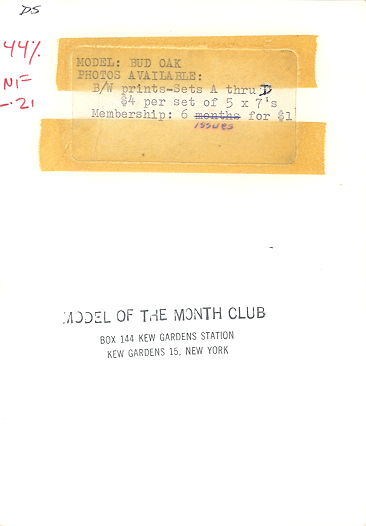 DS
44%
NF
-.21
MODEL: BUD OAK
PHOTOS AVAILABLE:
B/W prints-Sets A thru D
$4 per set of 5 x 7's
Membership: 6 months for $1
issues
MODEL OF THE MONTH CLUB
BOX 144 KEW GARDENS STATION
KEW GARDENS 15, NEW YORK